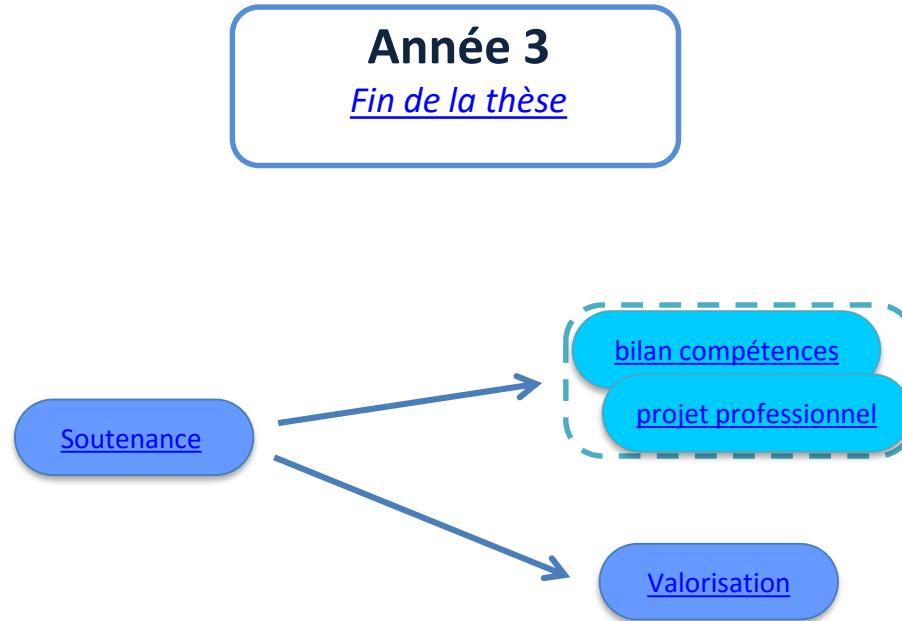 Année 3
Fin de la thèse
bilan compétences
projet professionnel
Soutenance
Valorisation